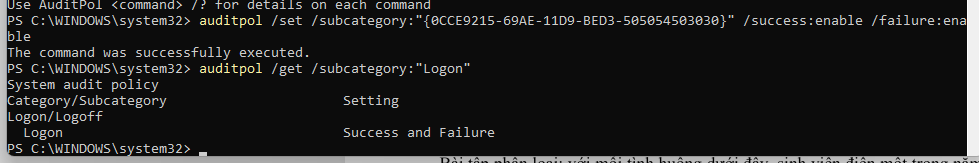 Use AuditPol <command> /? for details on each command
PS C:\WINDOWS\system32> auditpol /set /subcategory:"{0CCE9215-69AE-11D9-BED3-505054503030}" /success:enable /failure:ena
ble
The command was successfully executed.
PS C:\WINDOWS\system32> auditpol /get /subcategory:"Logon"
System audit policy
Category/Subcategory                      Setting
Logon/Logoff
  Logon                                   Success and Failure
PS C:\WINDOWS\system32>
Bài tập phân loại: với mỗi tình huống dưới đây, sinh viên điền một trong